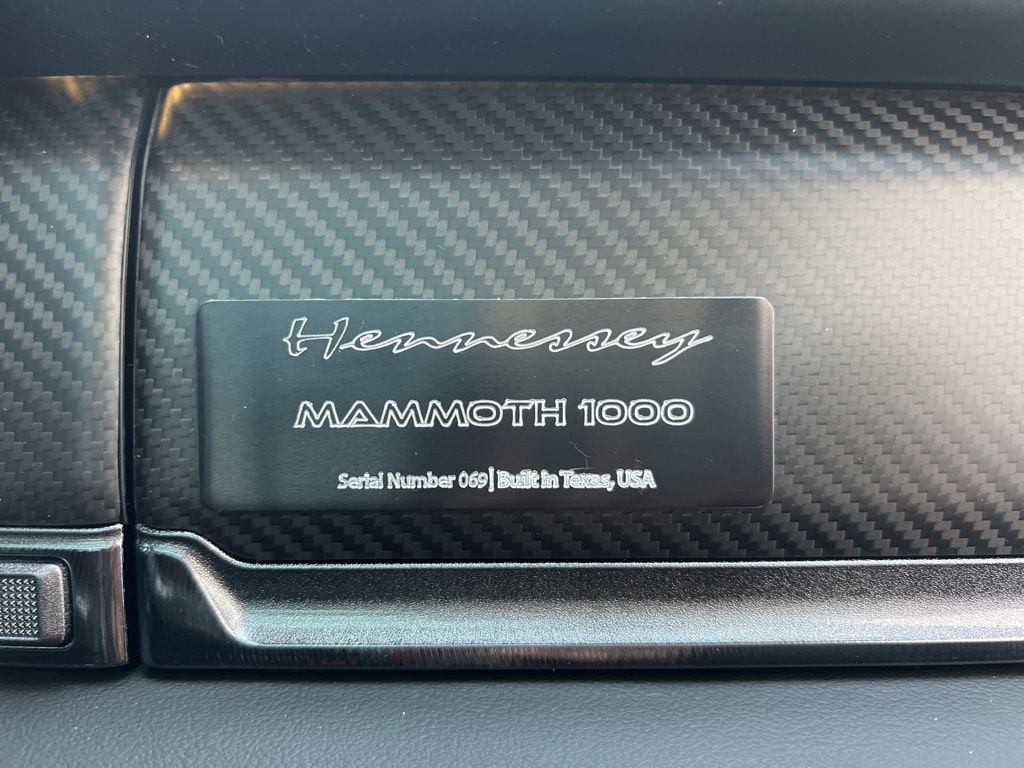 Hennessey
MAMMOTH 1000
Serial Number 069| Built in Texas, USA